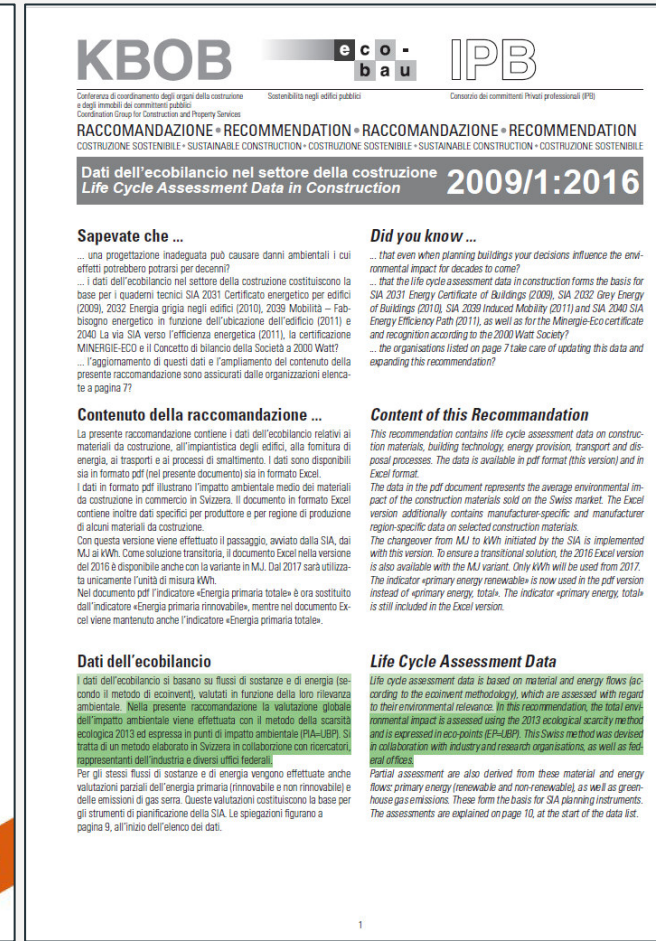 KBOB
eco-
bau
IPB
Conferenza di coordinamento degli organi della costruzione
e degli immobili dei committenti pubblici
Coordination Group for Construction and Property Services
Sostenibilità negli edifici pubblici
Consorzio dei committenti Privati professionali (IPB)
RACCOMANDAZIONE • RECOMMENDATION • RACCOMANDAZIONE • RECOMMENDATION
COSTRUZIONE SOSTENIBILE • SUSTAINABLE CONSTRUCTION • COSTRUZIONE SOSTENIBILE • SUSTAINABLE CONSTRUCTION • COSTRUZIONE SOSTENIBILE
Dati dell'ecobilancio nel settore della costruzione
Life Cycle Assessment Data in Construction
2009/1:2016
Sapevate che ...
... una progettazione inadeguata può causare danni ambientali i cui
effetti potrebbero potrarsi per decenni?
... i dati dell'ecobilancio nel settore della costruzione costituiscono la
base per i quaderni tecnici SIA 2031 Certificato energetico per edifici
(2009), 2032 Energia grigia negli edifici (2010), 2039 Mobilità – Fab-
bisogno energetico in funzione dell'ubicazione dell'edificio (2011) e
2040 La via SIA verso l'efficienza energetica (2011), la certificazione
MINERGIE-ECO e il Concetto di bilancio della Società a 2000 Watt?
... l'aggiornamento di questi dati e l'ampliamento del contenuto della
presente raccomandazione sono assicurati dalle organizzazioni elenca-
te a pagina 7?
Did you know ...
... that even when planning buildings your decisions influence the envi-
ronmental impact for decades to come?
... that the life cycle assessment data in construction forms the basis for
SIA 2031 Energy Certificate of Buildings (2009), SIA 2032 Grey Energy
of Buildings (2010), SIA 2039 Induced Mobility (2011) and SIA 2040 SIA
Energy Efficiency Path (2011), as well as for the Minergie-Eco certificate
and recognition according to the 2000 Watt Society?
... the organisations listed on page 7 take care of updating this data and
expanding this recommendation?
Contenuto della raccomandazione ...
La presente raccomandazione contiene i dati dell'ecobilancio relativi ai
materiali da costruzione, all'impiantistica degli edifici, alla fornitura di
energia, ai trasporti e ai processi di smaltimento. I dati sono disponibili
sia in formato pdf (nel presente documento) sia in formato Excel.
I dati in formato pdf illustrano l'impatto ambientale medio dei materiali
da costruzione in commercio in Svizzera. Il documento in formato Excel
contiene inoltre dati specifici per produttore e per regione di produzione
di alcuni materiali da costruzione.
Con questa versione viene effettuato il passaggio, avviato dalla SIA, dai
MJ ai kWh. Come soluzione transitoria, il documento Excel nella versione
del 2016 è disponibile anche con la variante in MJ. Dal 2017 sarà utilizza-
ta unicamente l'unità di misura kWh.
Nel documento pdf l'indicatore «Energia primaria totale» è ora sostituito
dall'indicatore «Energia primaria rinnovabile», mentre nel documento Ex-
cel viene mantenuto anche l'indicatore «Energia primaria totale».
Content of this Recommandation
This recommendation contains life cycle assessment data on construc-
tion materials, building technology, energy provision, transport and dis-
posal processes. The data is available in pdf format (this version) and in
Excel format.
The data in the pdf document represents the average environmental im-
pact of the construction materials sold on the Swiss market. The Excel
version additionally contains manufacturer-specific and manufacturer
region-specific data on selected construction materials.
The changeover from MJ to kWh initiated by the SIA is implemented
with this version. To ensure a transitional solution, the 2016 Excel version
is also available with the MJ variant. Only kWh will be used from 2017.
The indicator «primary energy renewable» is now used in the pdf version
instead of «primary energy, total». The indicator «primary energy, total»
is still included in the Excel version.
Dati dell'ecobilancio
I dati dell'ecobilancio si basano su flussi di sostanze e di energia (se-
condo il metodo di ecoinvent), valutati in funzione della loro rilevanza
ambientale. Nella presente raccomandazione la valutazione globale
dell'impatto ambientale viene effettuata con il metodo della scarsità
ecologica 2013 ed espressa in punti di impatto ambientale (PIA=UBP). Si
tratta di un metodo elaborato in Svizzera in collaborzione con ricercatori,
rappresentanti dell'industria e diversi uffici federali.
Per gli stessi flussi di sostanze e di energia vengono effettuate anche
valutazioni parziali dell'energia primaria (rinnovabile e non rinnovabile) e
delle emissioni di gas serra. Queste valutazioni costituiscono la base per
gli strumenti di pianificazione della SIA. Le spiegazioni figurano a
pagina 9, all'inizio dell'elenco dei dati.
Life Cycle Assessment Data
Life cycle assessment data is based on material and energy flows (ac-
cording to the ecoinvent methodology), which are assessed with regard
to their environmental relevance. In this recommendation, the total envi-
ronmental impact is assessed using the 2013 ecological scarcity method
and is expressed in eco-points (EP=UBP). This Swiss method was devised
in collaboration with industry and research organisations, as well as fed-
eral offices.
Partial assessment are also derived from these material and energy
flows: primary energy (renewable and non-renewable), as well as green-
house gas emissions. These form the basis for SIA planning instruments.
The assessments are explained on page 10, at the start of the data list.
1